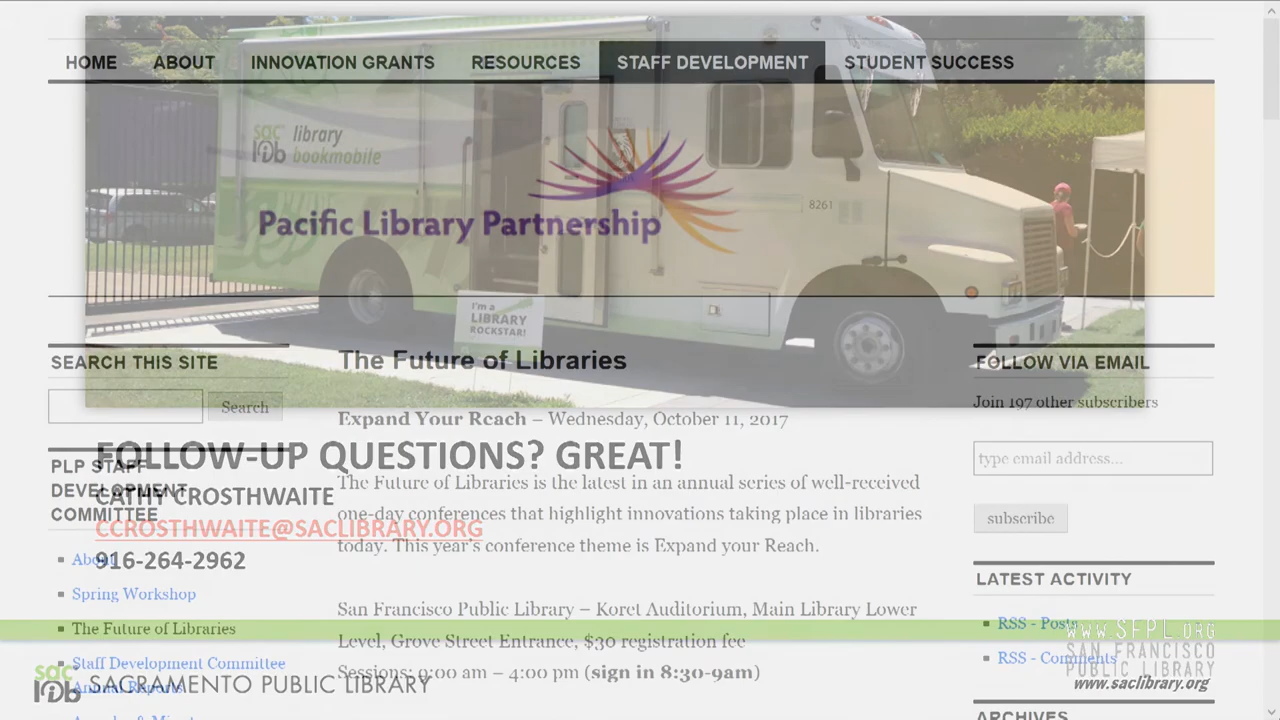 HOME ABOUT INNOVATION GRANTS RESOURCES STAFF DEVELOPMENT STUDENT SUCCESS
sac lib library
bookmobile
8261
Pacific Library Partnership
I'm a
LIBRARY
ROCKSTAR!
SEARCH THIS SITE
Search
PLP STAFF
DEVELOPMENT
COMMITTEE
About
Spring Workshop
The Future of Libraries
Staff Development Committee
Annual Reports
The Future of Libraries
Expand Your Reach – Wednesday, October 11, 2017
The Future of Libraries is the latest in an annual series of well-received
one-day conferences that highlight innovations taking place in libraries
today. This year's conference theme is Expand your Reach.
San Francisco Public Library – Koret Auditorium, Main Library Lower
Level, Grove Street Entrance, $30 registration fee
Sessions 9:00 am – 4:00 pm (sign in 8:30-9am)
FOLLOW VIA EMAIL
Join 197 other subscribers
type email address...
subscribe
LATEST ACTIVITY
RSS - Posts
RSS - Comments
ARCHIVES
FOLLOW-UP QUESTIONS? GREAT!
CATHY CROSTHWAITE
CCROSTHWAITE@SACLIBRARY.ORG
916-264-2962
sac lib SACRAMENTO PUBLIC LIBRARY
WWW.SFPL.ORG
SAN FRANCISCO
PUBLIC LIBRARY
www.saclibrary.org